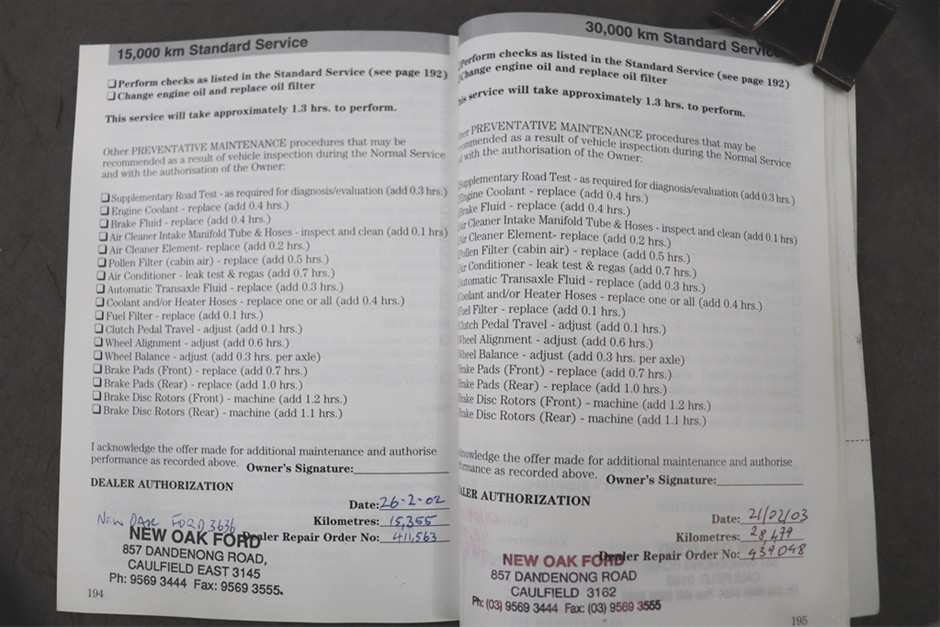 15,000 km Standard Service
❑ Perform checks as listed in the Standard Service (see page 192)
❑ Change engine oil and replace oil filter
This service will take approximately 1.3 hrs. to perform.
Other PREVENTATIVE MAINTENANCE procedures that may be
recommended as a result of vehicle inspection during the Normal Service
and with the authorisation of the Owner:
❑ Supplementary Road Test - as required for diagnosis/evaluation (add 0.3 hrs.)
❑ Engine Coolant - replace (add 0.4 hrs.)
❑ Brake Fluid - replace (add 0.4 hrs.)
❑ Air Cleaner Intake Manifold Tube & Hoses - inspect and clean (add 0.1 hrs)
❑ Air Cleaner Element- replace (add 0.2 hrs.)
❑ Pollen Filter (cabin air) - replace (add 0.5 hrs.)
❑ Air Conditioner - leak test & regas (add 0.7 hrs.)
❑ Automatic Transaxle Fluid - replace (add 0.3 hrs.)
❑ Coolant and/or Heater Hoses - replace one or all (add 0.4 hrs.)
❑ Fuel Filter - replace (add 0.1 hrs.)
❑ Clutch Pedal Travel - adjust (add 0.1 hrs.)
❑ Wheel Alignment - adjust (add 0.6 hrs.)
❑ Wheel Balance - adjust (add 0.3 hrs. per axle)
❑ Brake Pads (Front) - replace (add 0.7 hrs.)
❑ Brake Pads (Rear) - replace (add 1.0 hrs.)
❑ Brake Disc Rotors (Front) - machine (add 1.2 hrs.)
❑ Brake Disc Rotors (Rear) - machine (add 1.1 hrs.)
I acknowledge the offer made for additional maintenance and authorise
performance as recorded above. Owner's Signature:
DEALER AUTHORIZATION
Date: 26-2-02
Kilometres: 15,355
FORD 3636
Dealer Repair Order No: 411,563
NEW OAK FORD
857 DANDENONG ROAD,
CAULFIELD EAST 3145
Ph: 9569 3444 Fax: 9569 3555.
194
30,000 km Standard Service
Perform checks as listed in the Standard Service (see page 192)
Change engine oil and replace oil filter
his service will take approximately 1.3 hrs. to perform.
ther PREVENTATIVE MAINTENANCE procedures that may be
ommended as a result of vehicle inspection during the Normal Service
d with the authorisation of the Owner:
Supplementary Road Test - as required for diagnosis/evaluation (add 0.3 hrs.)
Engine Coolant - replace (add 0.4 hrs.)
Brake Fluid - replace (add 0.4 hrs.)
Air Cleaner Intake Manifold Tube & Hoses - inspect and clean (add 0.1 hrs)
Air Cleaner Element- replace (add 0.2 hrs.)
Pollen Filter (cabin air) - replace (add 0.5 hrs.)
Air Conditioner - leak test & regas (add 0.7 hrs.)
Automatic Transaxle Fluid - replace (add 0.3 hrs.)
Coolant and/or Heater Hoses - replace one or all (add 0.4 hrs.)
Fuel Filter - replace (add 0.1 hrs.)
Clutch Pedal Travel - adjust (add 0.1 hrs.)
Wheel Alignment - adjust (add 0.6 hrs.)
Wheel Balance - adjust (add 0.3 hrs. per axle)
Brake Pads (Front) - replace (add 0.7 hrs.)
Brake Pads (Rear) - replace (add 1.0 hrs.)
Brake Disc Rotors (Front) - machine (add 1.2 hrs.)
Brake Disc Rotors (Rear) - machine (add 1.1 hrs.)
nowledge the offer made for additional maintenance and authorise
rmance as recorded above. Owner's Signature:
ALER AUTHORIZATION
Date: 21/02/03
Kilometres: 28,479
Dealer Repair Order No: 439048
NEW OAK FORD
857 DANDENONG ROAD
CAULFIELD 3162
Ph: (03) 9569 3444 Fax: (03) 9569 3555
195